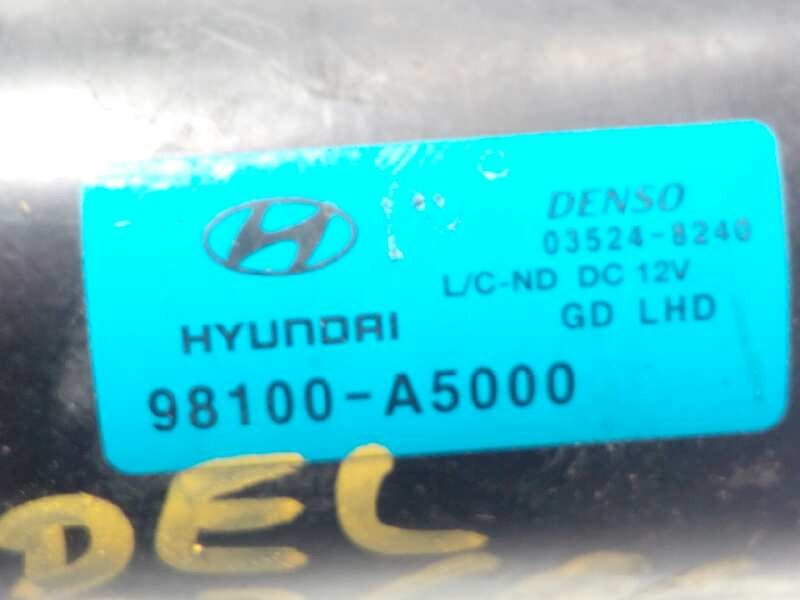 DENSO
03524-8240
L/C-ND DC 12V
HYUNDAI
GD LHD
98100-A5000
DEL